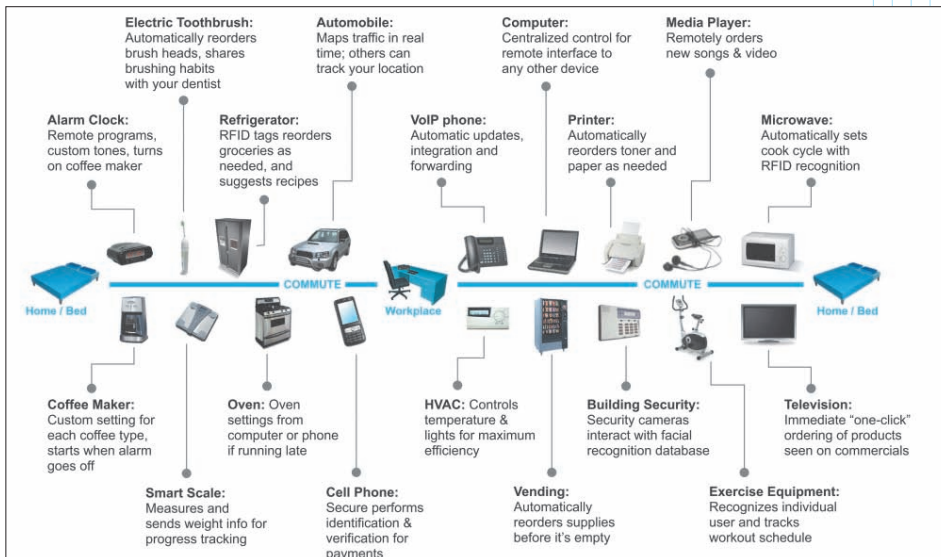 Electric Toothbrush:
Automatically reorders
brush heads, shares
brushing habits
with your dentist
Automobile:
Maps traffic in real
time; others can
track your location
Computer:
Centralized control for
remote interface to
any other device
Media Player:
Remotely orders
new songs & video
Alarm Clock:
Remote programs,
custom tones, turns
on coffee maker
Refrigerator:
RFID tags reorders
groceries as
needed, and
suggests recipes
VoIP phone:
Automatic updates,
integration and
forwarding
Printer:
Automatically
reorders toner and
paper as needed
Microwave:
Automatically sets
cook cycle with
RFID recognition
Home / Bed
COMMUTE
Workplace
COMMUTE
Home / Bed
Coffee Maker:
Custom setting for
each coffee type,
starts when alarm
goes off
Oven: Oven
settings from
computer or phone
if running late
HVAC: Controls
temperature &
lights for maximum
efficiency
Building Security:
Security cameras
interact with facial
recognition database
Television:
Immediate “one-click”
ordering of products
seen on commercials
Smart Scale:
Measures and
sends weight info for
progress tracking
Cell Phone:
Secure performs
identification &
verification for
payments
Vending:
Automatically
reorders supplies
before it’s empty
Exercise Equipment:
Recognizes individual
user and tracks
workout schedule